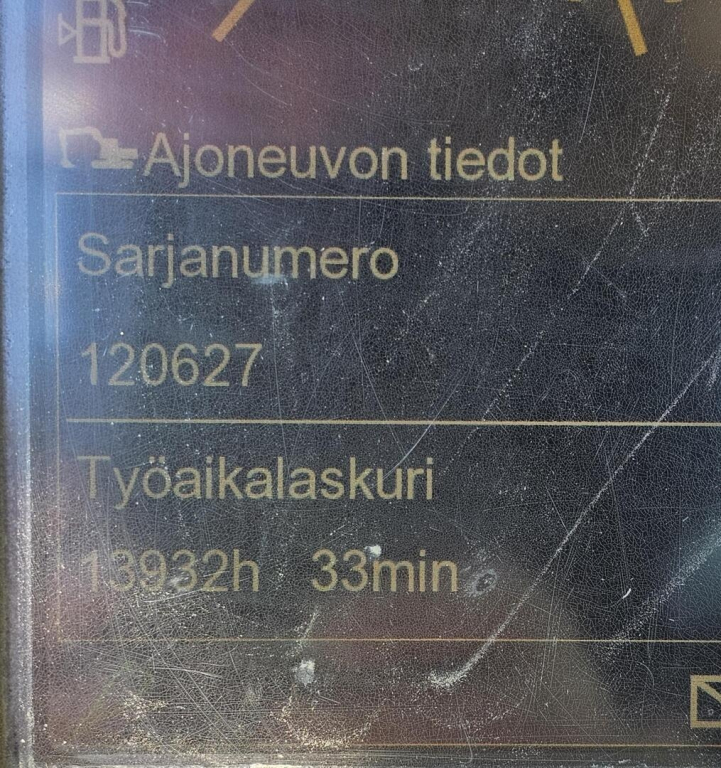 Ajoneuvon tiedot
Sarjanumero
120627
Työaikalaskuri
13932h 33min